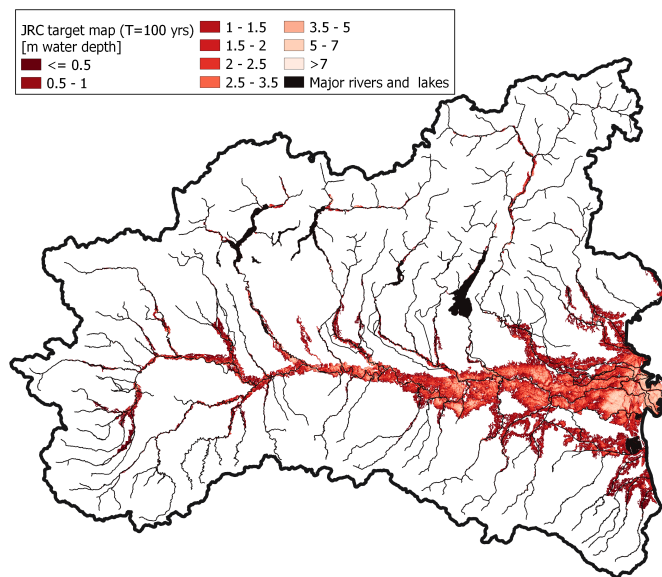 JRC target map (T=100 yrs)
[m water depth]
<= 0.5
0.5 - 1
1 - 1.5
1.5 - 2
2 - 2.5
2.5 - 3.5
3.5 - 5
5 - 7
>7
Major rivers and lakes